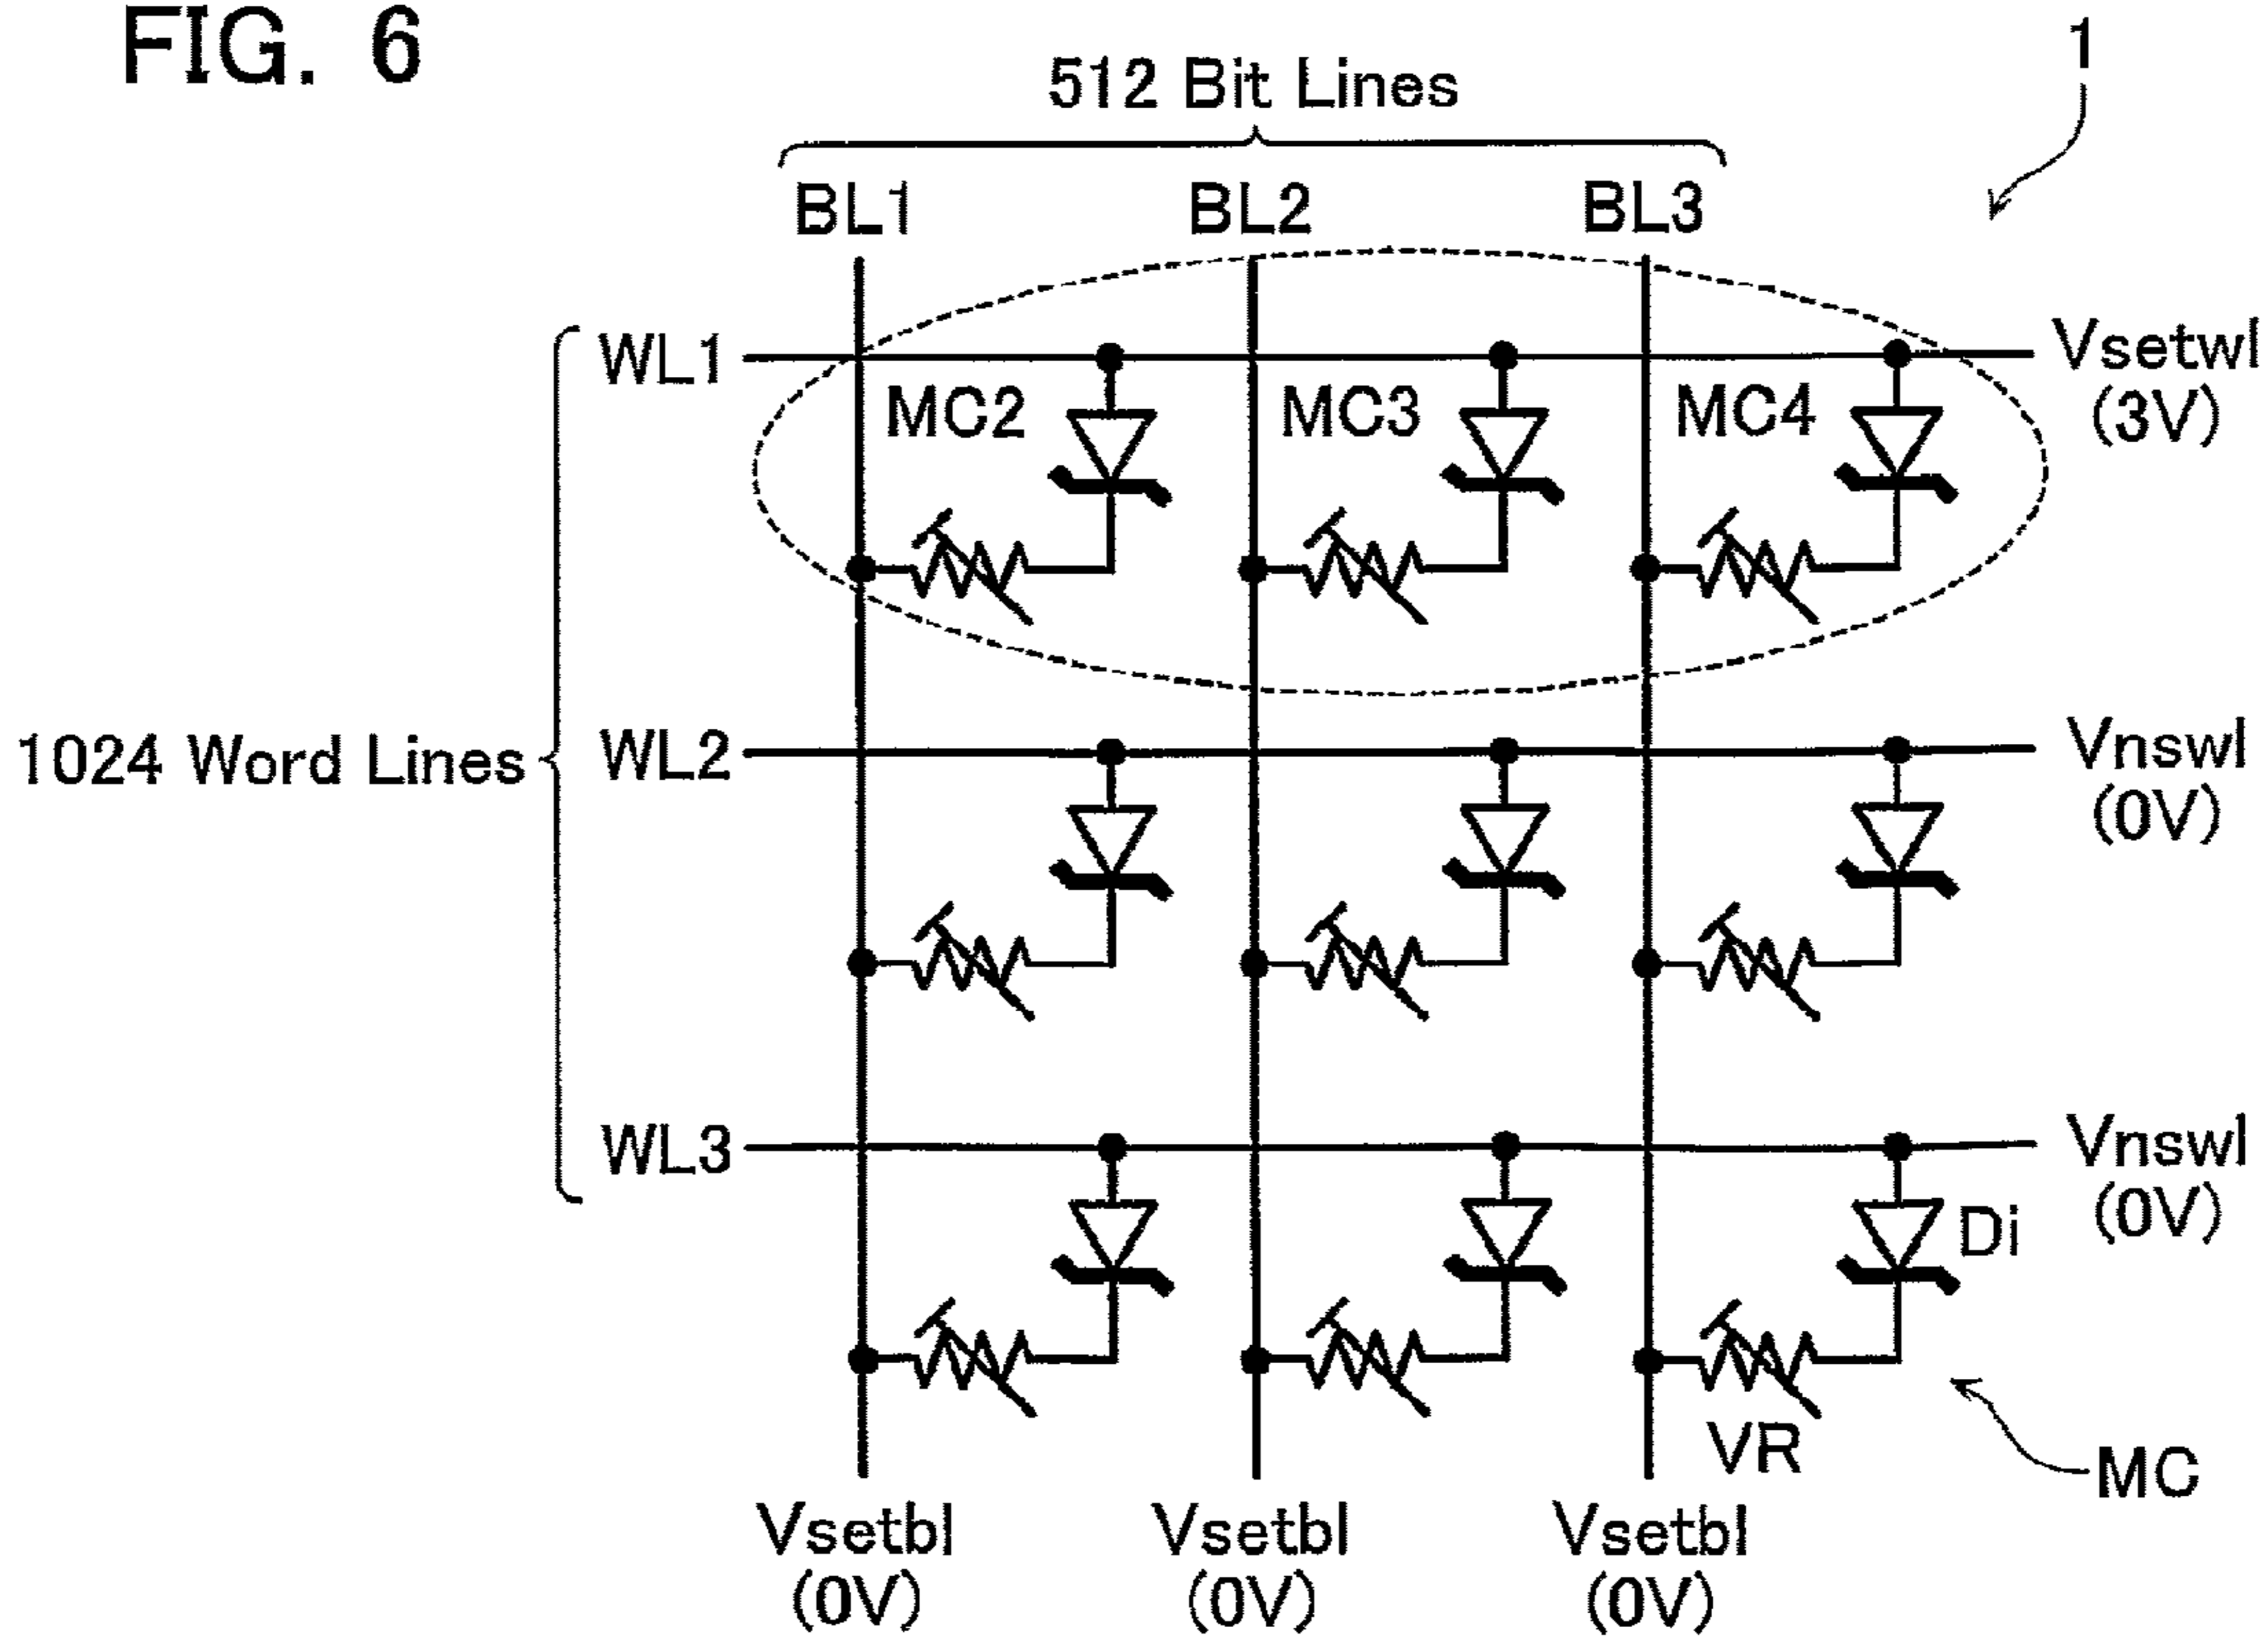 FIG. 6
1
512 Bit Lines
BL1 BL2 BL3
WL1 Vsetwl
(3V)
MC2 MC3 MC4
1024 Word Lines WL2 Vnswl
(0V)
WL3 Vnswl
(0V)
Di
VR
MC
Vsetbl Vsetbl Vsetbl
(0V) (0V) (0V)